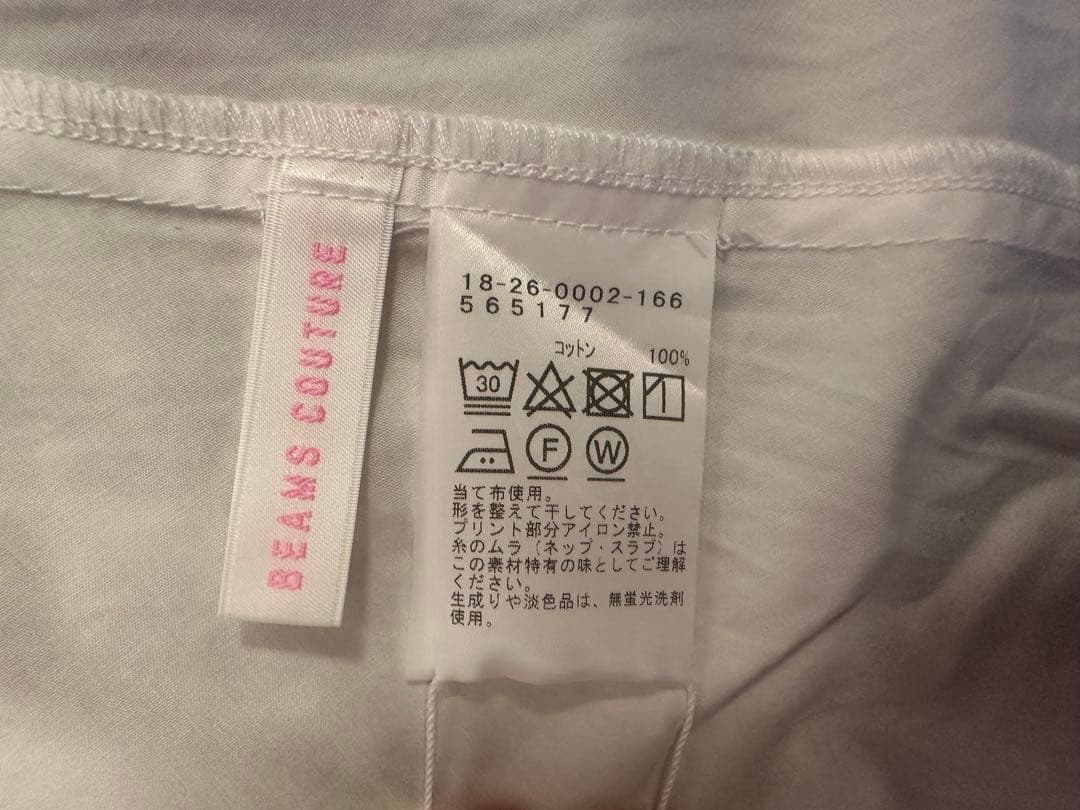 BEAMS COUTURE
18-26-0002-166
565177
コットン 100%
30
F W
当て布使用。
形を整えて干してください。
プリント部分アイロン禁止。
糸のムラ（ネップ・スラブ）は
この素材特有の味としてご理解
ください。
生成りや淡色品は、無蛍光洗剤
使用。